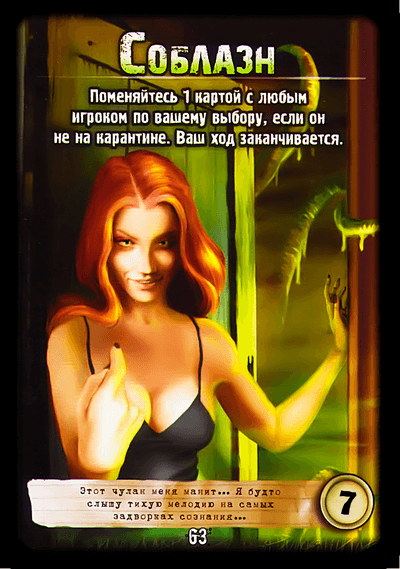 Соблазн
Поменяйтесь 1 картой с любым
игроком по вашему выбору, если он
не на карантине. Ваш ход заканчивается.
Этот чулан меня манит... Я будто
слышу тихую мелодию на самых
задворках сознания...
7
63